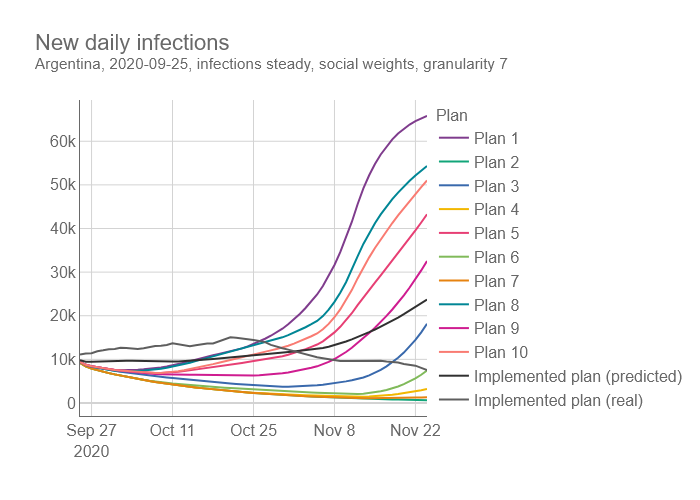 New daily infections
Argentina, 2020-09-25, infections steady, social weights, granularity 7
Plan
60k
50k
40k
30k
20k
10k
0
Sep 27
2020
Oct 11
Oct 25
Nov 8
Nov 22
Plan 1
Plan 2
Plan 3
Plan 4
Plan 5
Plan 6
Plan 7
Plan 8
Plan 9
Plan 10
Implemented plan (predicted)
Implemented plan (real)